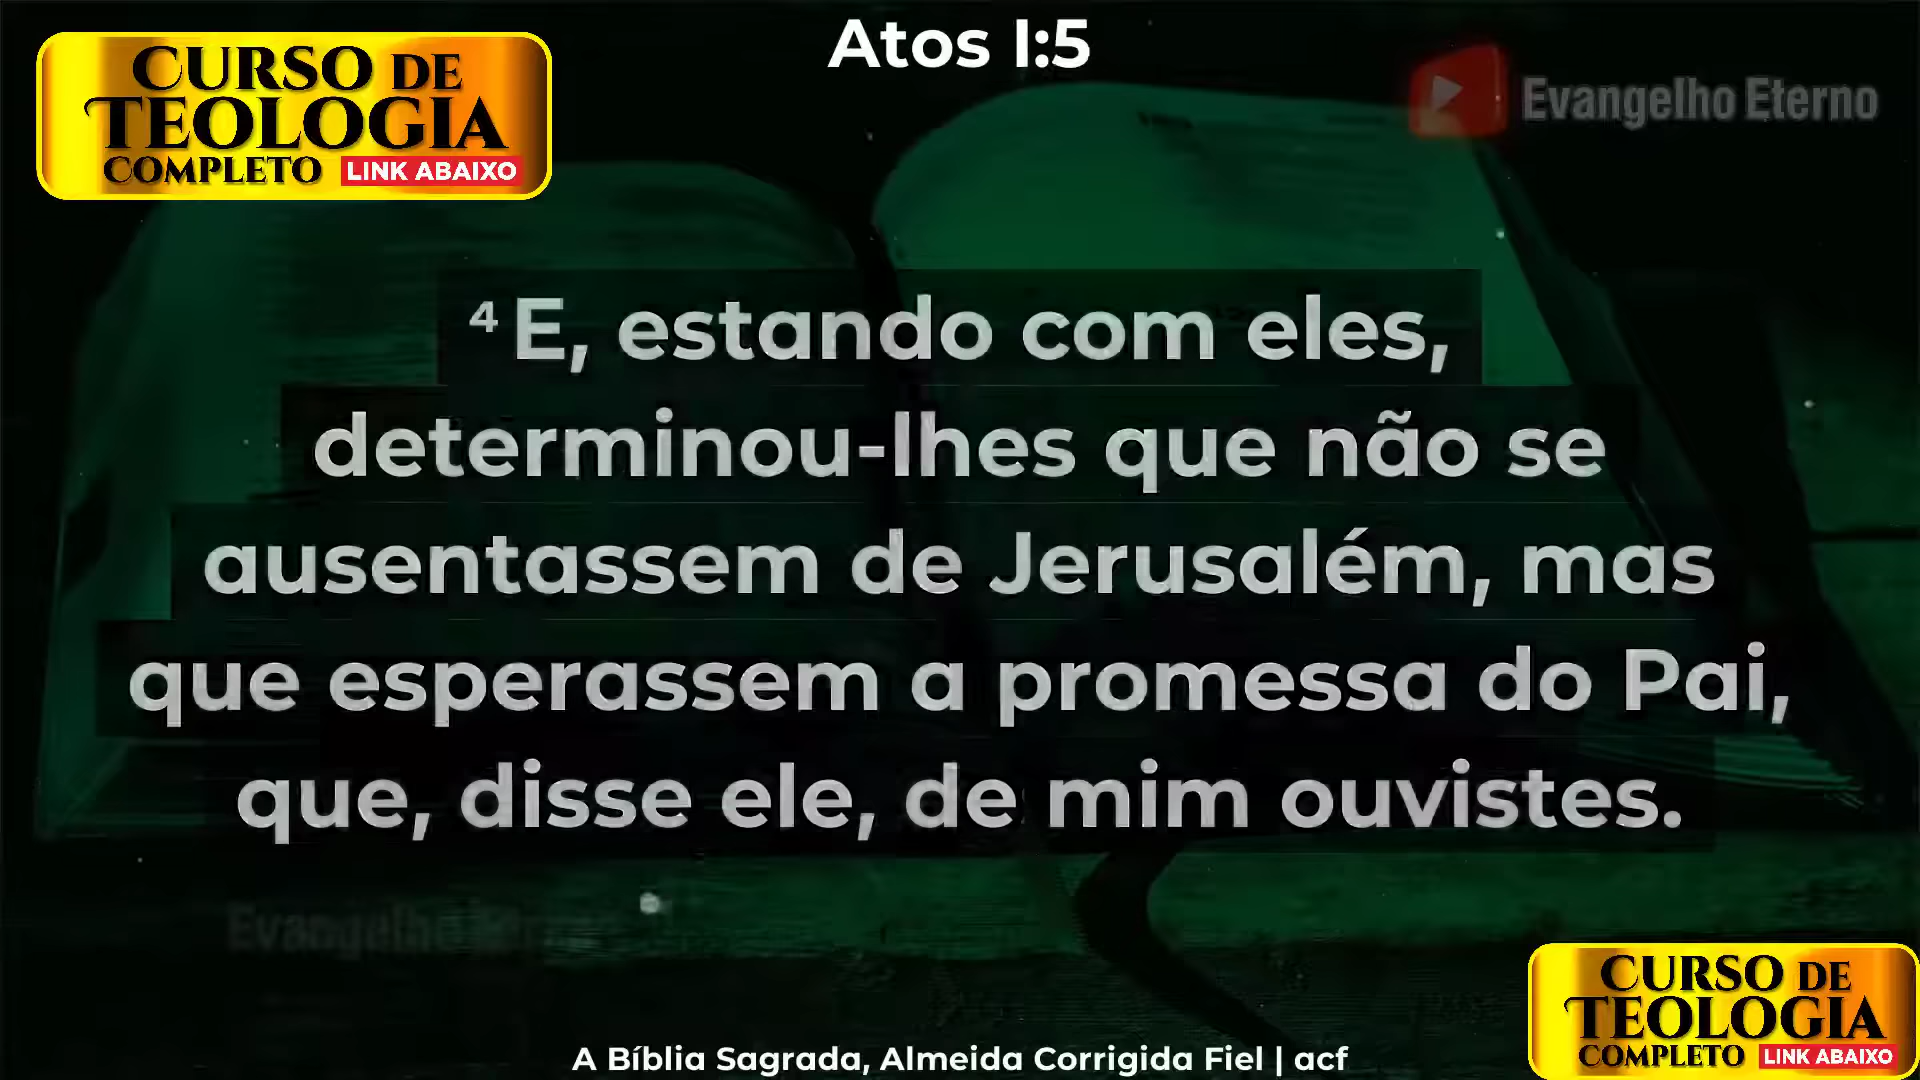 Atos 1:5
CURSO DE
TEOLOGIA
COMPLETO LINK ABAIXO
Evangelho Eterno
⁴ E, estando com eles,
determinou-lhes que não se
ausentassem de Jerusalém, mas
que esperassem a promessa do Pai,
que, disse ele, de mim ouvistes.
Evangelho Eterno
CURSO DE
TEOLOGIA
COMPLETO LINK ABAIXO
A Bíblia Sagrada, Almeida Corrigida Fiel | acf